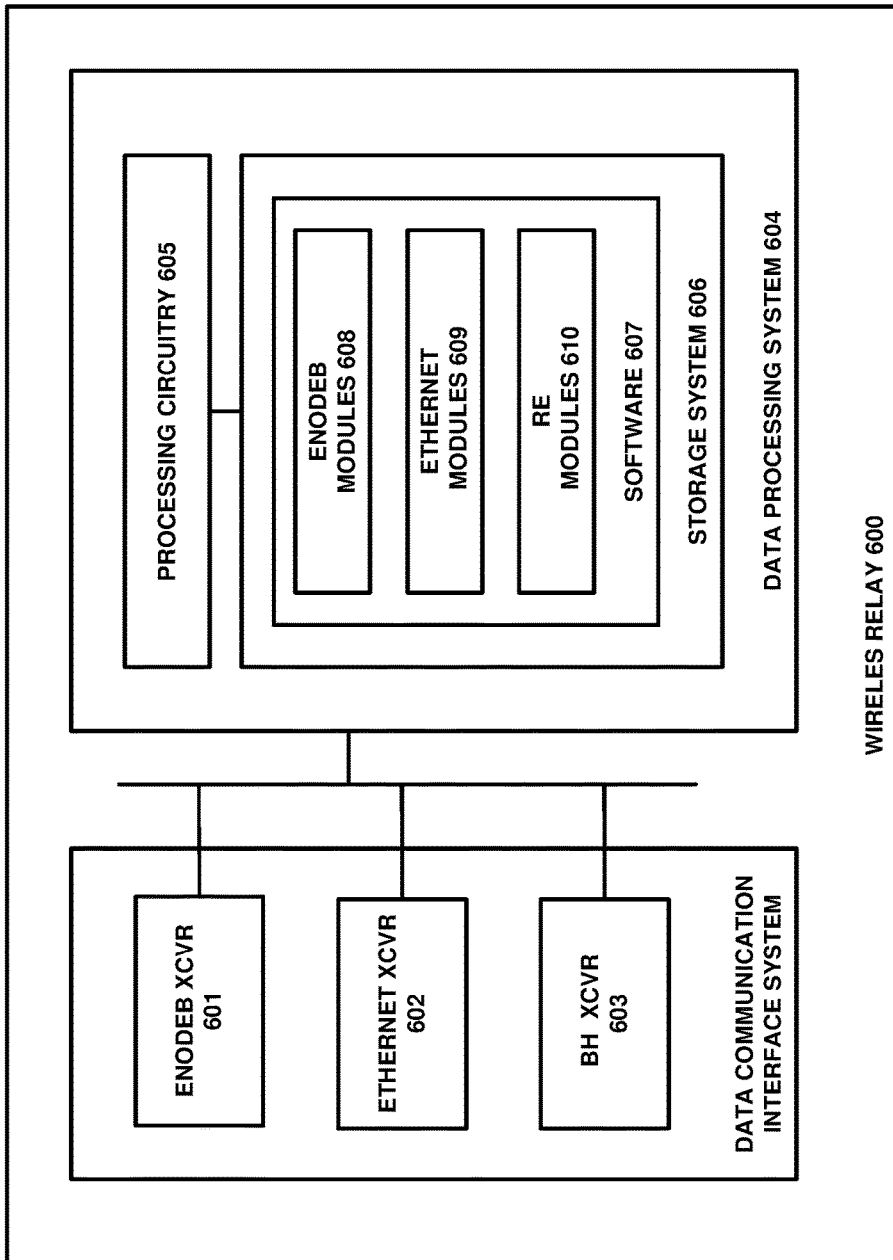 ENODEB XCVR
601
ETHERNET XCVR
602
BH XCVR
603
DATA COMMUNICATION
INTERFACE SYSTEM
PROCESSING CIRCUITRY 605
ENODEB
MODULES 608
ETHERNET
MODULES 609
RE
MODULES 610
SOFTWARE 607
STORAGE SYSTEM 606
DATA PROCESSING SYSTEM 604
WIRELES RELAY 600